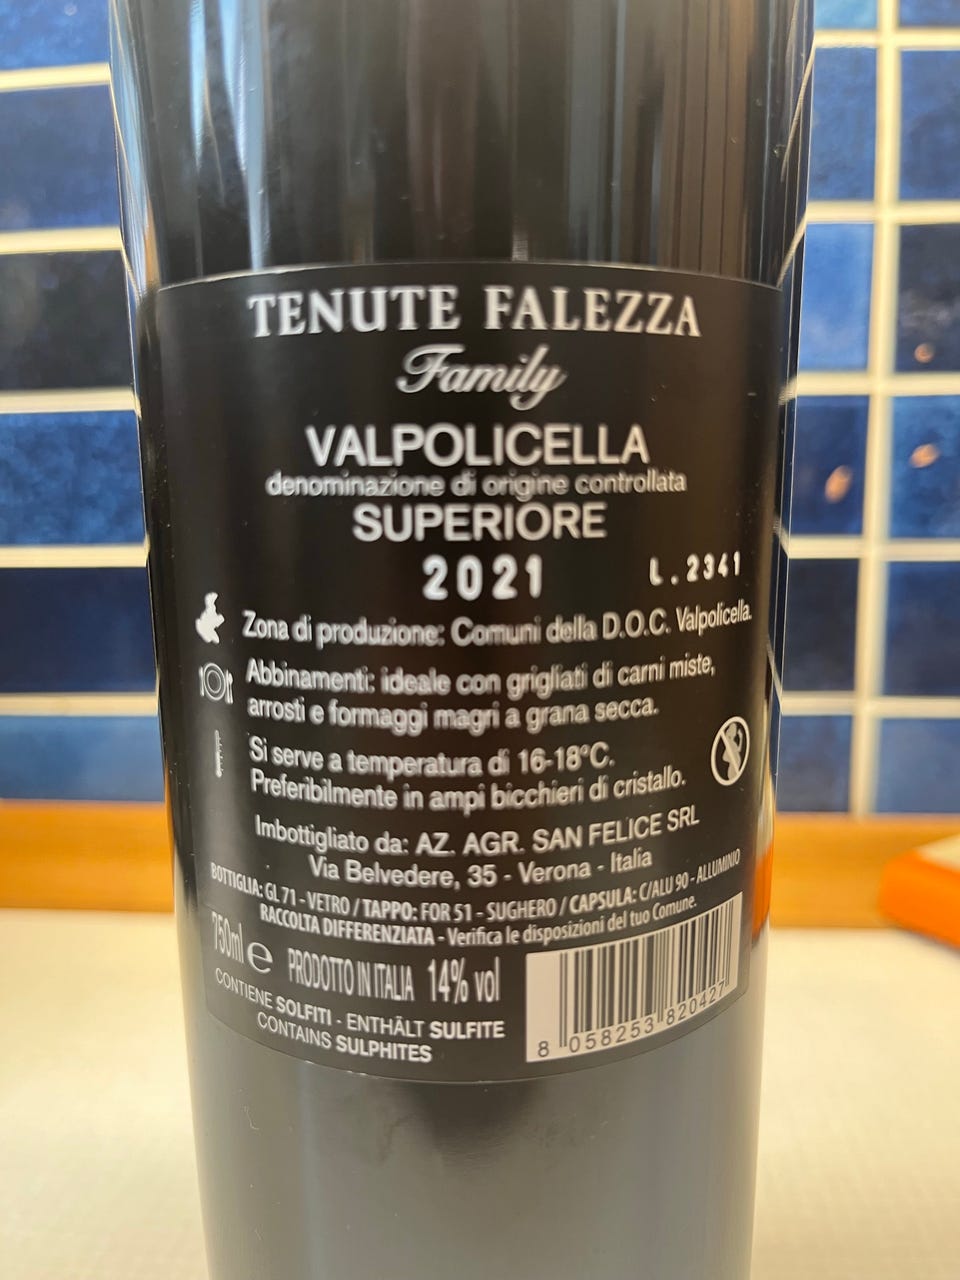 TENUTE FALEZZA
Family
VALPOLICELLA
denominazione di origine controllata
SUPERIORE
2021
L.2341
Zona di produzione: Comuni della D.O.C. Valpolicella.
Abbinamenti: ideale con grigliati di carni miste,
arrosti e formaggi magri a grana secca.
Si serve a temperatura di 16-18°C.
Preferibilmente in ampi bicchieri di cristallo.
Imbottigliato da: AZ. AGR. SAN FELICE SRL
Via Belvedere, 35 - Verona - Italia
BOTTIGLIA: GL 71 - VETRO / TAPPO: FOR 51 - SUGHERO / CAPSULA: C/ALU 90 - ALLUMINIO
RACCOLTA DIFFERENZIATA - Verifica le disposizioni del tuo Comune.
750ml e PRODOTTO IN ITALIA 14% vol
CONTIENE SOLFITI - ENTHÄLT SULFITE
CONTAINS SULPHITES
8 058253 820427